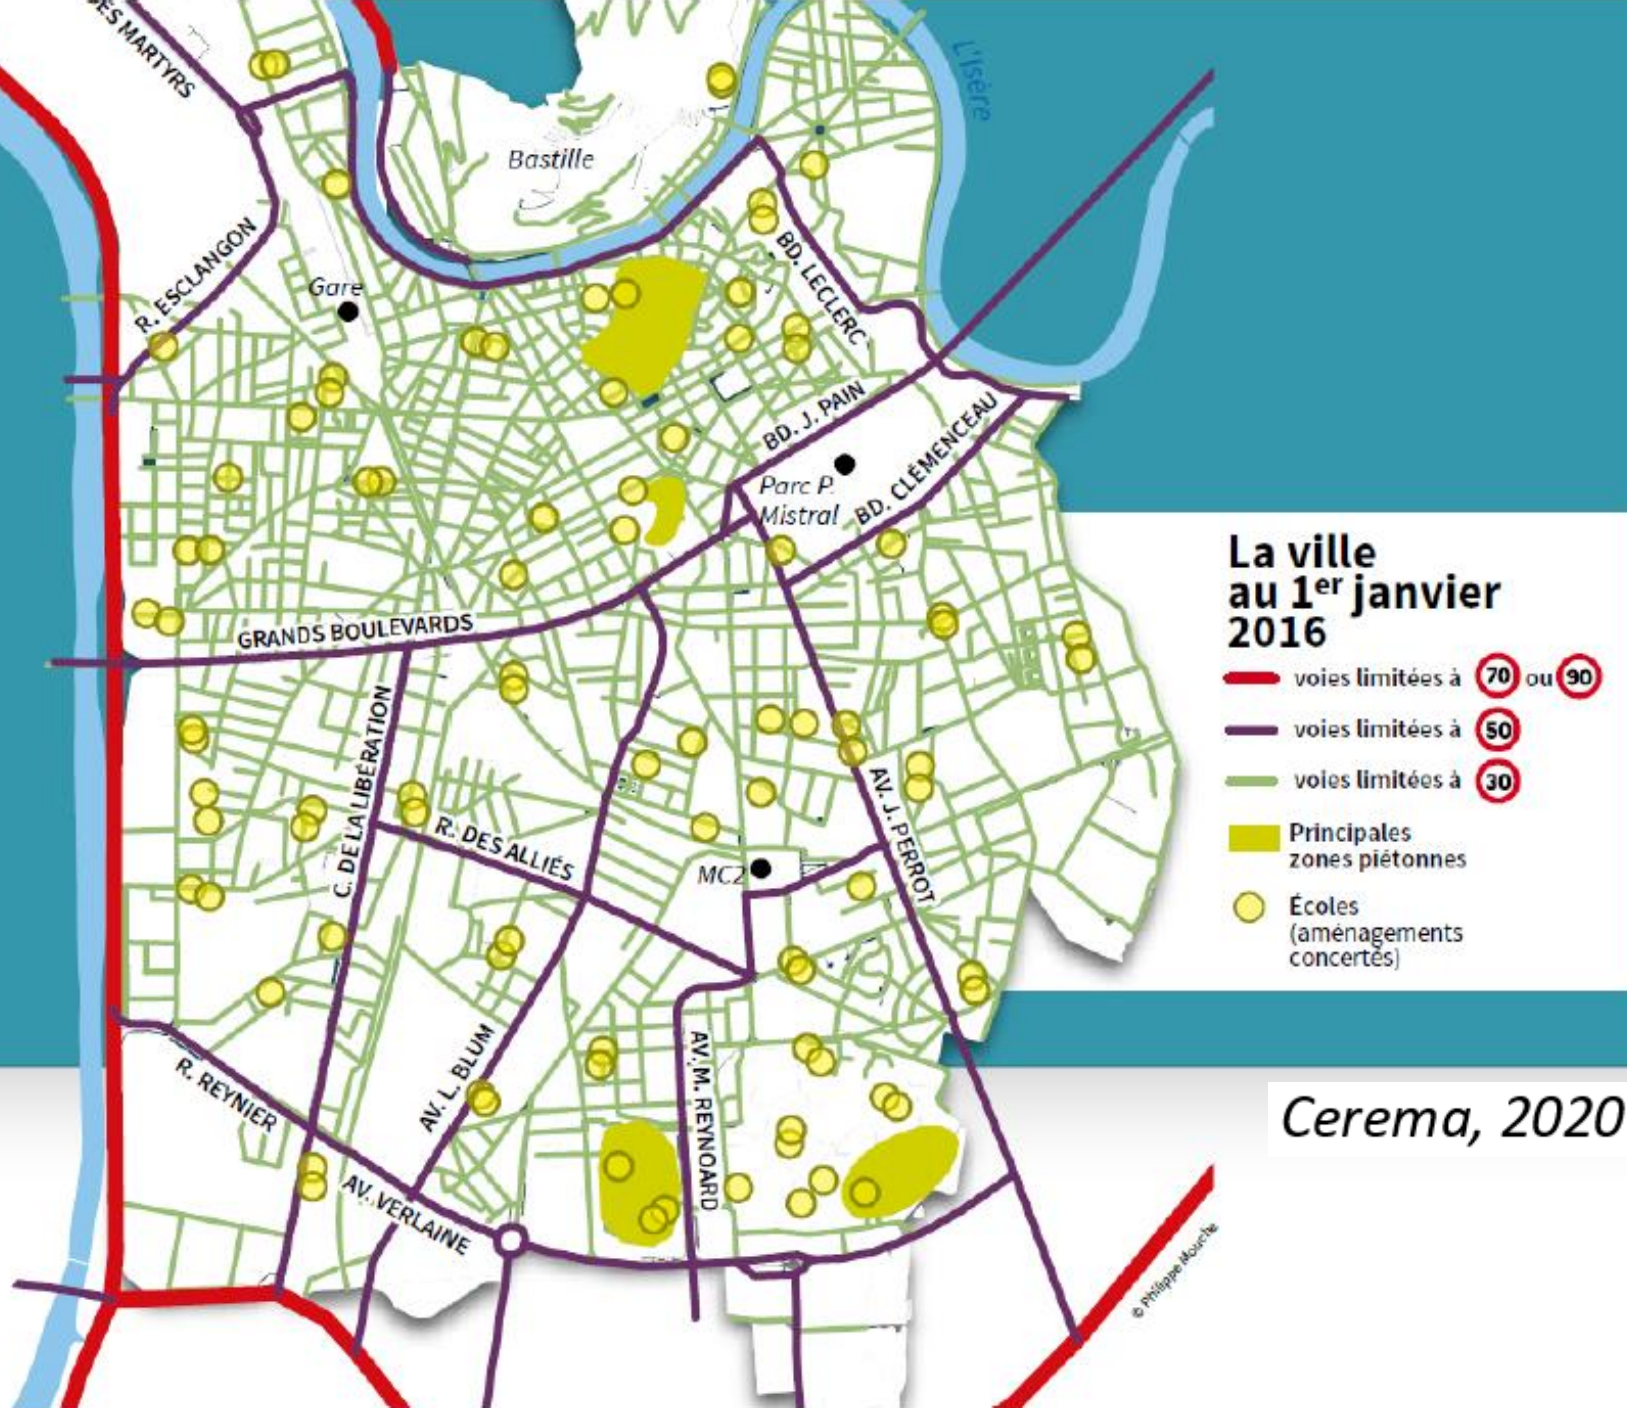 DES MARTYRS
L'Isère
Bastille
R. ESCLANGON
Gare
BD. LECLERC
BD. J. PAIN
BD. CLÉMENCEAU
Parc P.
Mistral
GRANDS BOULEVARDS
C. DE LA LIBÉRATION
R. DES ALLIÉS
MC2
AV. J. PERROT
R. REYNIER
AV. L. BLUM
AV. M. REYNOARD
AV. VERLAINE
La ville
au 1er janvier
2016
voies limitées à 70 ou 90
voies limitées à 50
voies limitées à 30
Principales
zones piétonnes
Écoles
(aménagements
concertés)
Cerema, 2020
© Philippe Mouche